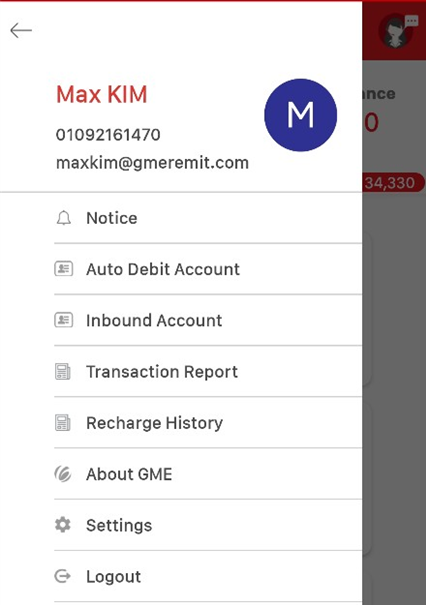 Max KIM
M
01092161470
maxkim@gmeremit.com
Notice
Auto Debit Account
Inbound Account
Transaction Report
Recharge History
About GME
Settings
Logout
ance
0
34,330